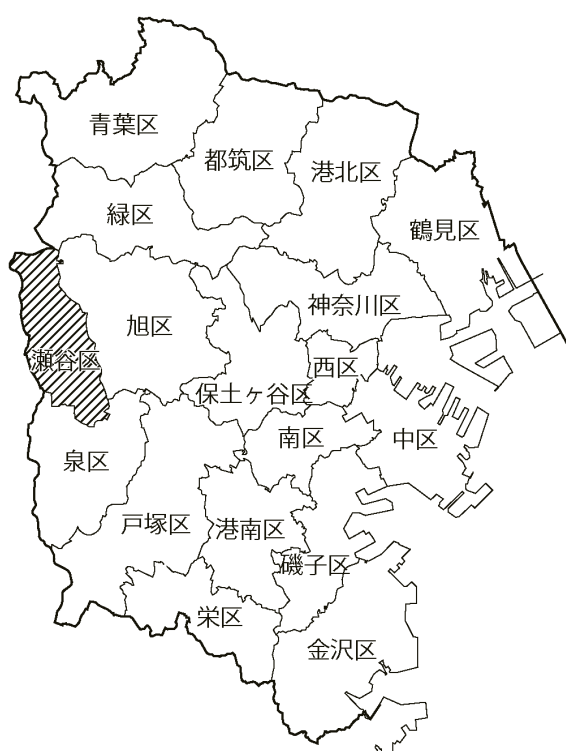 青葉区
都筑区
港北区
緑区
鶴見区
神奈川区
旭区
瀬谷区
西区
保土ヶ谷区
南区
中区
泉区
戸塚区
港南区
磯子区
栄区
金沢区